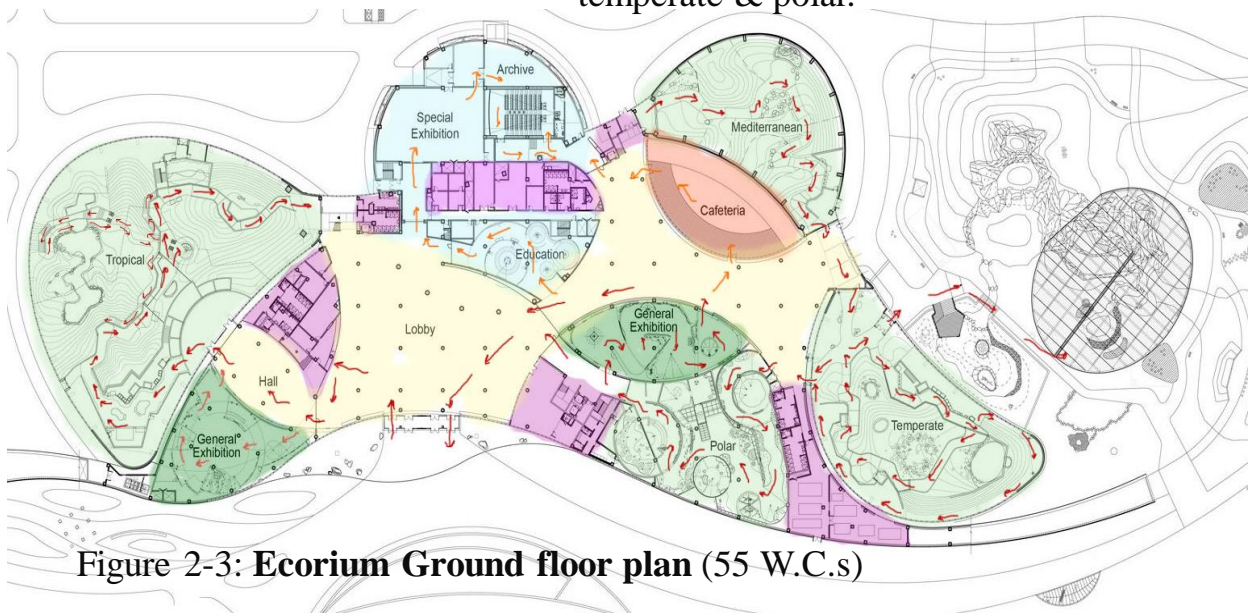 temperate & polar.
Archive
Special
Exhibition
Mediterranean
Cafeteria
Tropical
Education
General
Exhibition
Lobby
Hall
General
Exhibition
Polar
Temperate
Figure 2-3: Ecorium Ground floor plan (55 W.C.s)